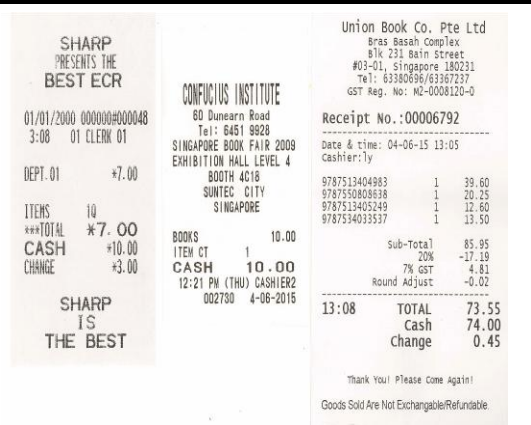 SHARP
PRESENTS THE
BEST ECR
01/01/2000 000000#000048
3:08 01 CLERK 01
DEPT.01 *7.00
ITEMS 1Q
***TOTAL *7.00
CASH *10.00
CHANGE *3.00
SHARP
IS
THE BEST
CONFUCIUS INSTITUTE
60 Dunearn Road
Tel: 6451 9928
SINGAPORE BOOK FAIR 2009
EXHIBITION HALL LEVEL 4
BOOTH 4C18
SUNTEC CITY
SINGAPORE
BOOKS 10.00
ITEM CT 1
CASH 10.00
12:21 PM (THU) CASHIER2
002730 4-06-2015
Union Book Co. Pte Ltd
Bras Basah Complex
Blk 231 Bain Street
#03-01, Singapore 180231
Tel: 63380696/63367237
GST Reg. No: M2-0008120-0
Receipt No.:00006792
Date & time: 04-06-15 13:05
Cashier:ly
9787513404983 1 39.60
9787550808638 1 20.25
9787513405249 1 12.60
9787534033537 1 13.50
Sub-Total 85.95
20% -17.19
7% GST 4.81
Round Adjust -0.02
13:08 TOTAL 73.55
Cash 74.00
Change 0.45
Thank You! Please Come Again!
Goods Sold Are Not Exchangable/Refundable.